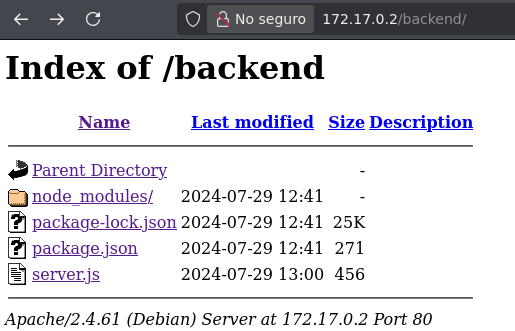 No seguro 172.17.0.2/backend/
Index of /backend
Name Last modified Size Description
Parent Directory -
node_modules/ 2024-07-29 12:41 -
package-lock.json 2024-07-29 12:41 25K
package.json 2024-07-29 12:41 271
server.js 2024-07-29 13:00 456
Apache/2.4.61 (Debian) Server at 172.17.0.2 Port 80